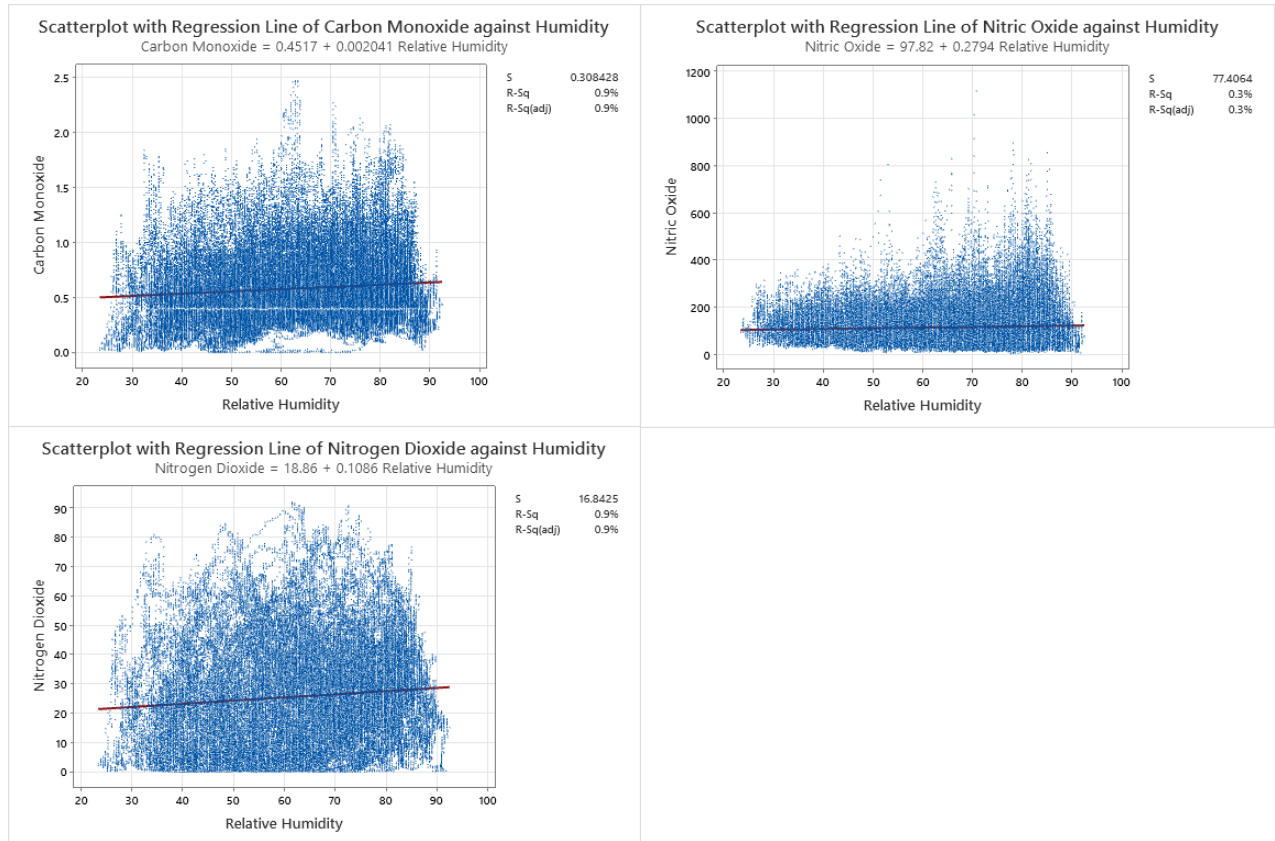 Scatterplot with Regression Line of Carbon Monoxide against Humidity
Carbon Monoxide = 0.4517 + 0.002041 Relative Humidity
2.5
2.0
1.5
1.0
0.5
0.0
Carbon Monoxide
20 30 40 50 60 70 80 90 100
Relative Humidity
S 0.308428
R-Sq 0.9%
R-Sq(adj) 0.9%
Scatterplot with Regression Line of Nitric Oxide against Humidity
Nitric Oxide = 97.82 + 0.2794 Relative Humidity
1200
1000
800
600
400
200
0
Nitric Oxide
20 30 40 50 60 70 80 90 100
Relative Humidity
S 77.4064
R-Sq 0.3%
R-Sq(adj) 0.3%
Scatterplot with Regression Line of Nitrogen Dioxide against Humidity
Nitrogen Dioxide = 18.86 + 0.1086 Relative Humidity
90
80
70
60
50
40
30
20
10
0
Nitrogen Dioxide
20 30 40 50 60 70 80 90 100
Relative Humidity
S 16.8425
R-Sq 0.9%
R-Sq(adj) 0.9%